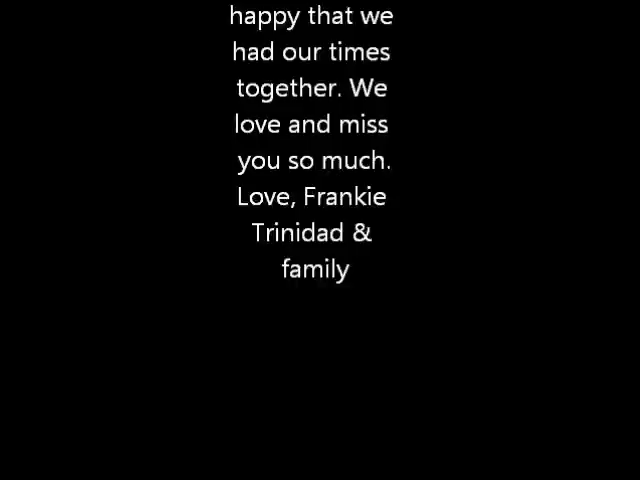 happy that we
had our times
together. We
love and miss
you so much.
Love, Frankie
Trinidad &
family